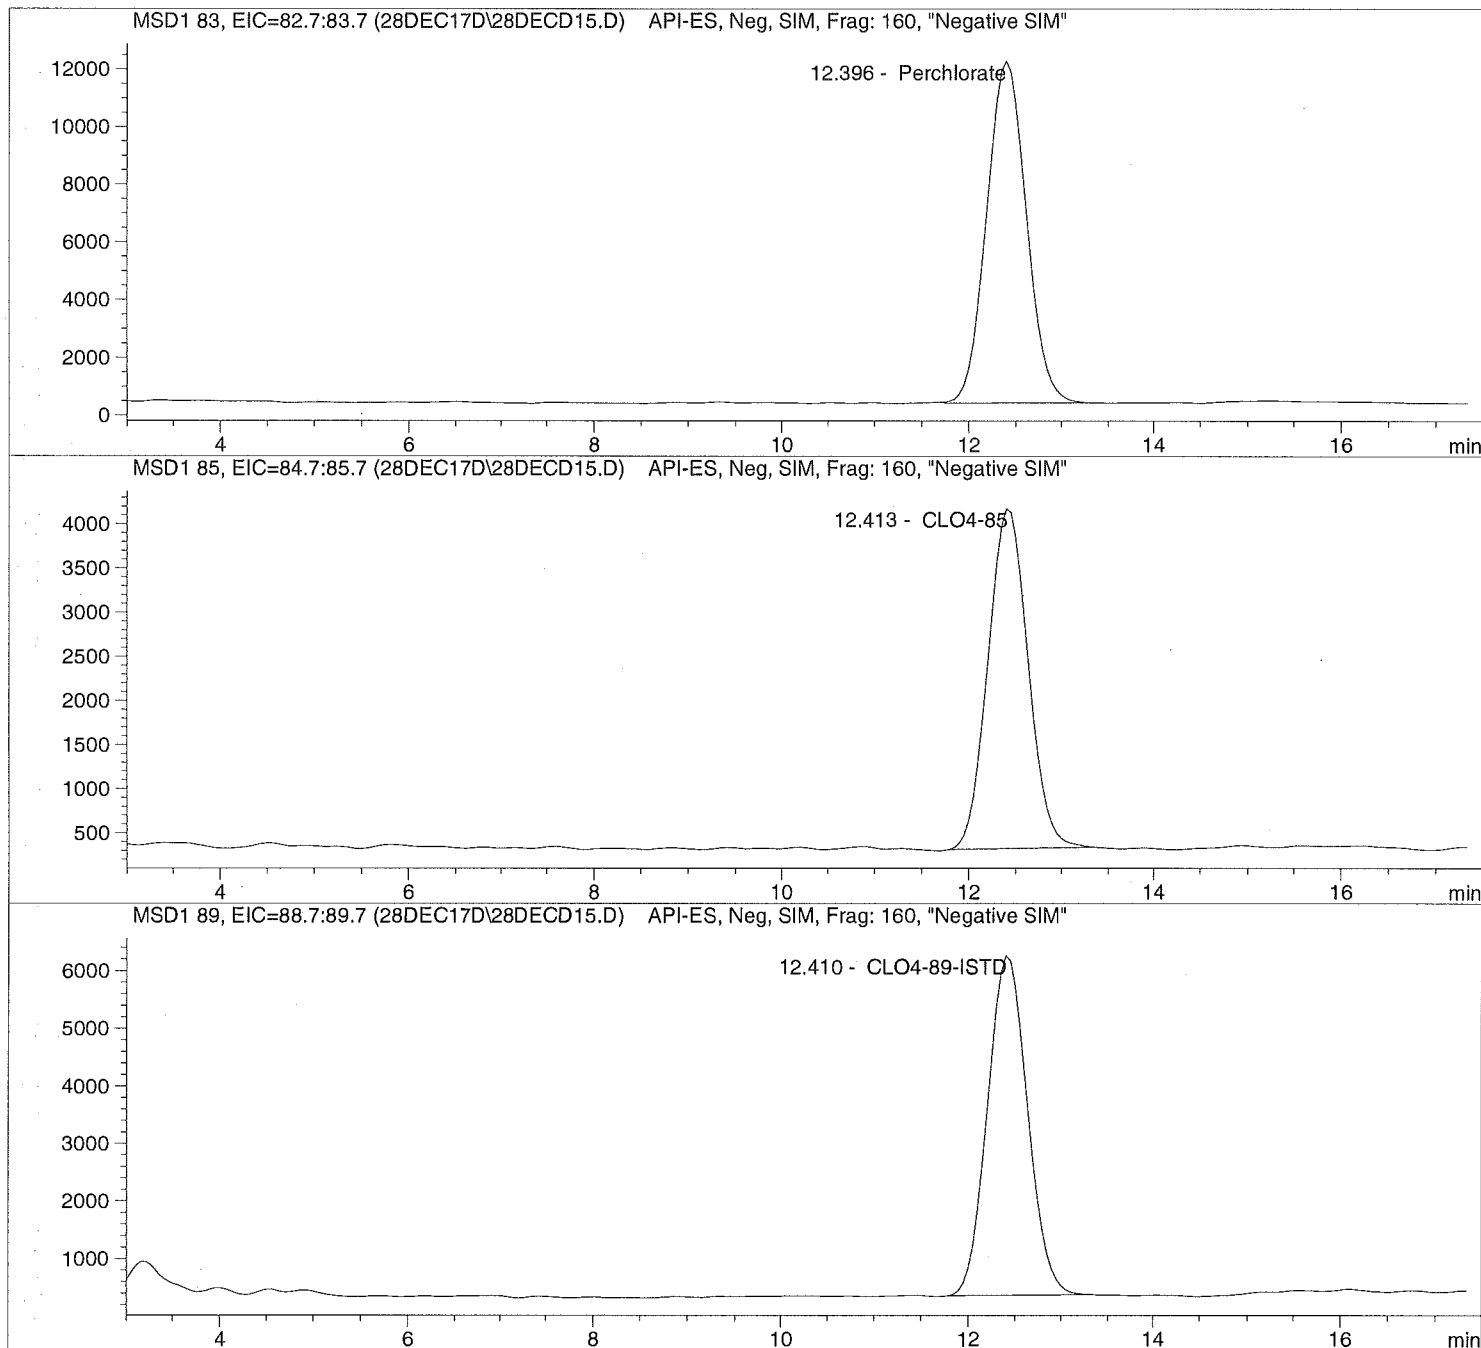 MSD1 83, EIC=82.7:83.7 (28DEC17D\28DECD15.D) API-ES, Neg, SIM, Frag: 160, "Negative SIM"
12000
12.396 - Perchlorate
10000
8000
6000
4000
2000
0
4 6 8 10 12 14 16 min
MSD1 85, EIC=84.7:85.7 (28DEC17D\28DECD15.D) API-ES, Neg, SIM, Frag: 160, "Negative SIM"
4000
12.413 - CLO4-85
3500
3000
2500
2000
1500
1000
500
4 6 8 10 12 14 16 min
MSD1 89, EIC=88.7:89.7 (28DEC17D\28DECD15.D) API-ES, Neg, SIM, Frag: 160, "Negative SIM"
6000
12.410 - CLO4-89-ISTD
5000
4000
3000
2000
1000
4 6 8 10 12 14 16 min